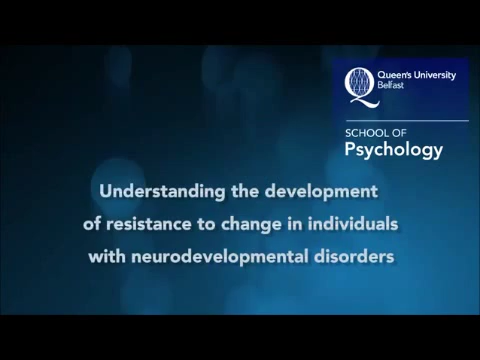 Queen's University
Belfast
SCHOOL OF
Psychology
Understanding the development
of resistance to change in individuals
with neurodevelopmental disorders